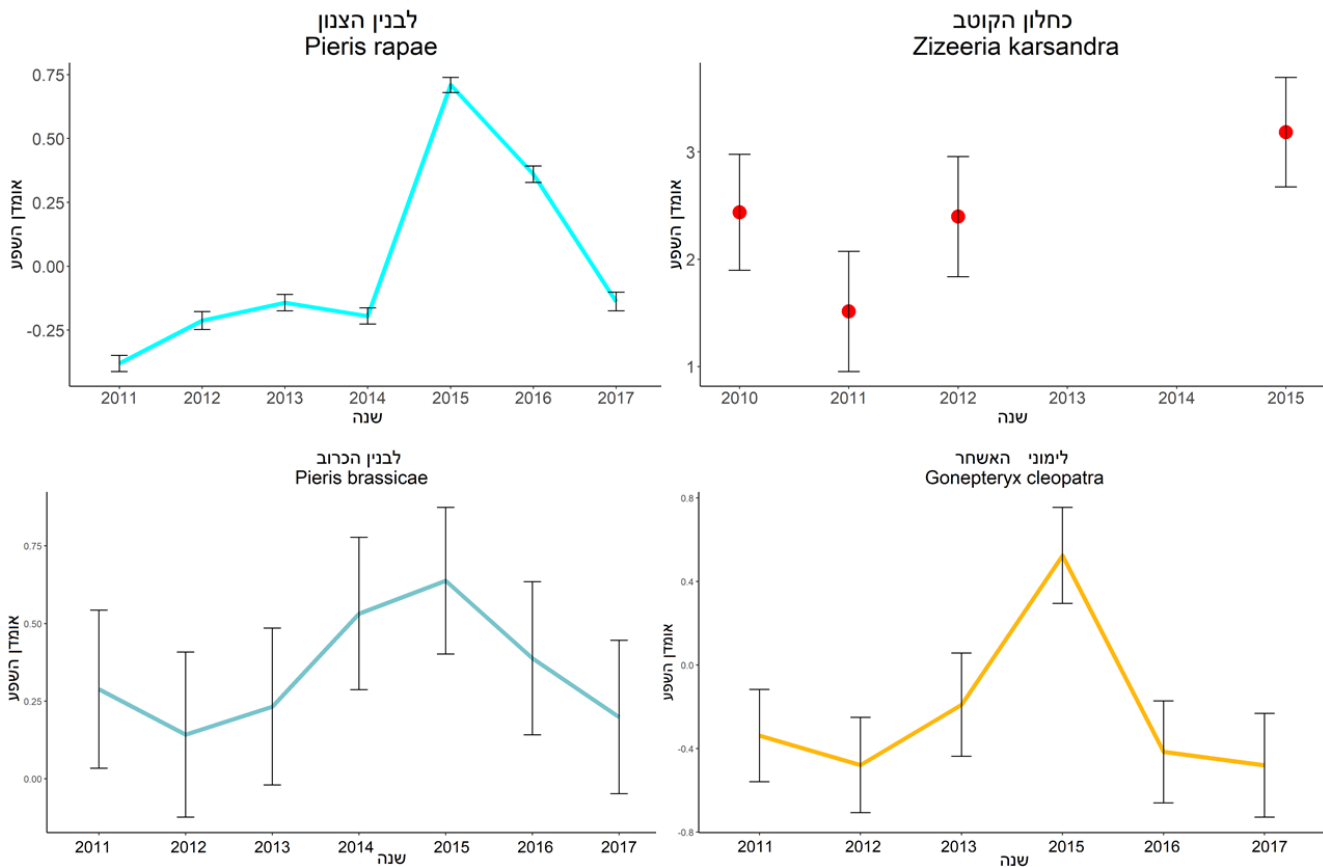 לבנין הצנון
Pieris rapae
אומדן השפע
0.75
0.50
0.25
0.00
-0.25
2011 2012 2013 2014 2015 2016 2017
שנה
כחלון הקוטב
Zizeeria karsandra
אומדן השפע
3
2
1
2010 2011 2012 2013 2014 2015
שנה
לבנין הכרוב
Pieris brassicae
אומדן השפע
0.75
0.50
0.25
0.00
2011 2012 2013 2014 2015 2016 2017
שנה
לימוני האשחר
Gonepteryx cleopatra
אומדן השפע
0.8
0.4
0.0
-0.4
-0.8
2011 2012 2013 2015 2016 2017
שנה